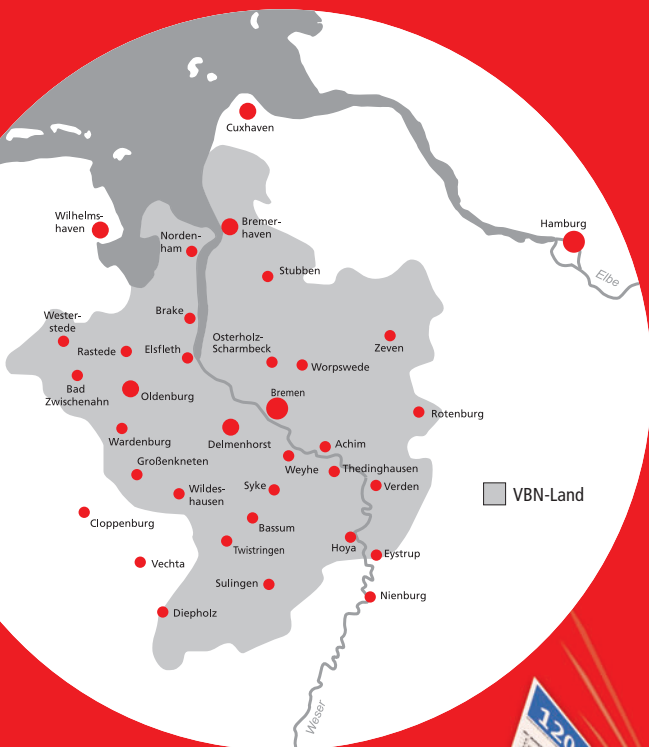 Cuxhaven
Wilhelms-
haven
Norden-
ham
Bremer-
haven
Hamburg
Elbe
Stubben
Brake
Wester-
stede
Rastede
Elsfleth
Osterholz-
Scharmbeck
Worpswede
Zeven
Bad
Zwischenahn
Oldenburg
Bremen
Rotenburg
Wardenburg
Delmenhorst
Achim
Großenkneten
Weyhe
Thedinghausen
Wildes-
hausen
Syke
Verden
VBN-Land
Cloppenburg
Bassum
Twistringen
Hoya
Eystrup
Vechta
Sulingen
Nienburg
Diepholz
Weser